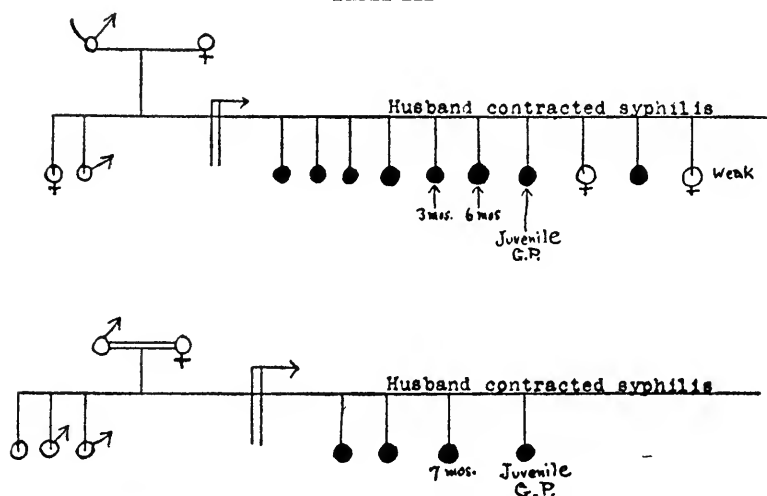 Husband contracted syphilis
Weak
3 mos. 6 mos
Juvenile
G.P.
Husband contracted syphilis
7 mos. Juvenile
G.P.